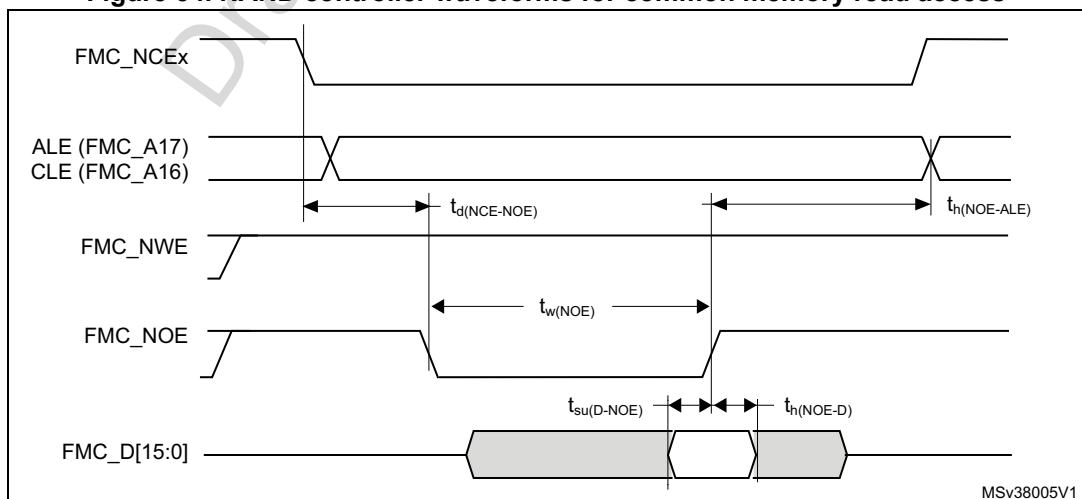 FMC_NCEx
ALE (FMC_A17)
CLE (FMC_A16)
td(NCE-NOE)
th(NOE-ALE)
FMC_NWE
tw(NOE)
FMC_NOE
tsu(D-NOE)
th(NOE-D)
FMC_D[15:0]
MSv38005V1